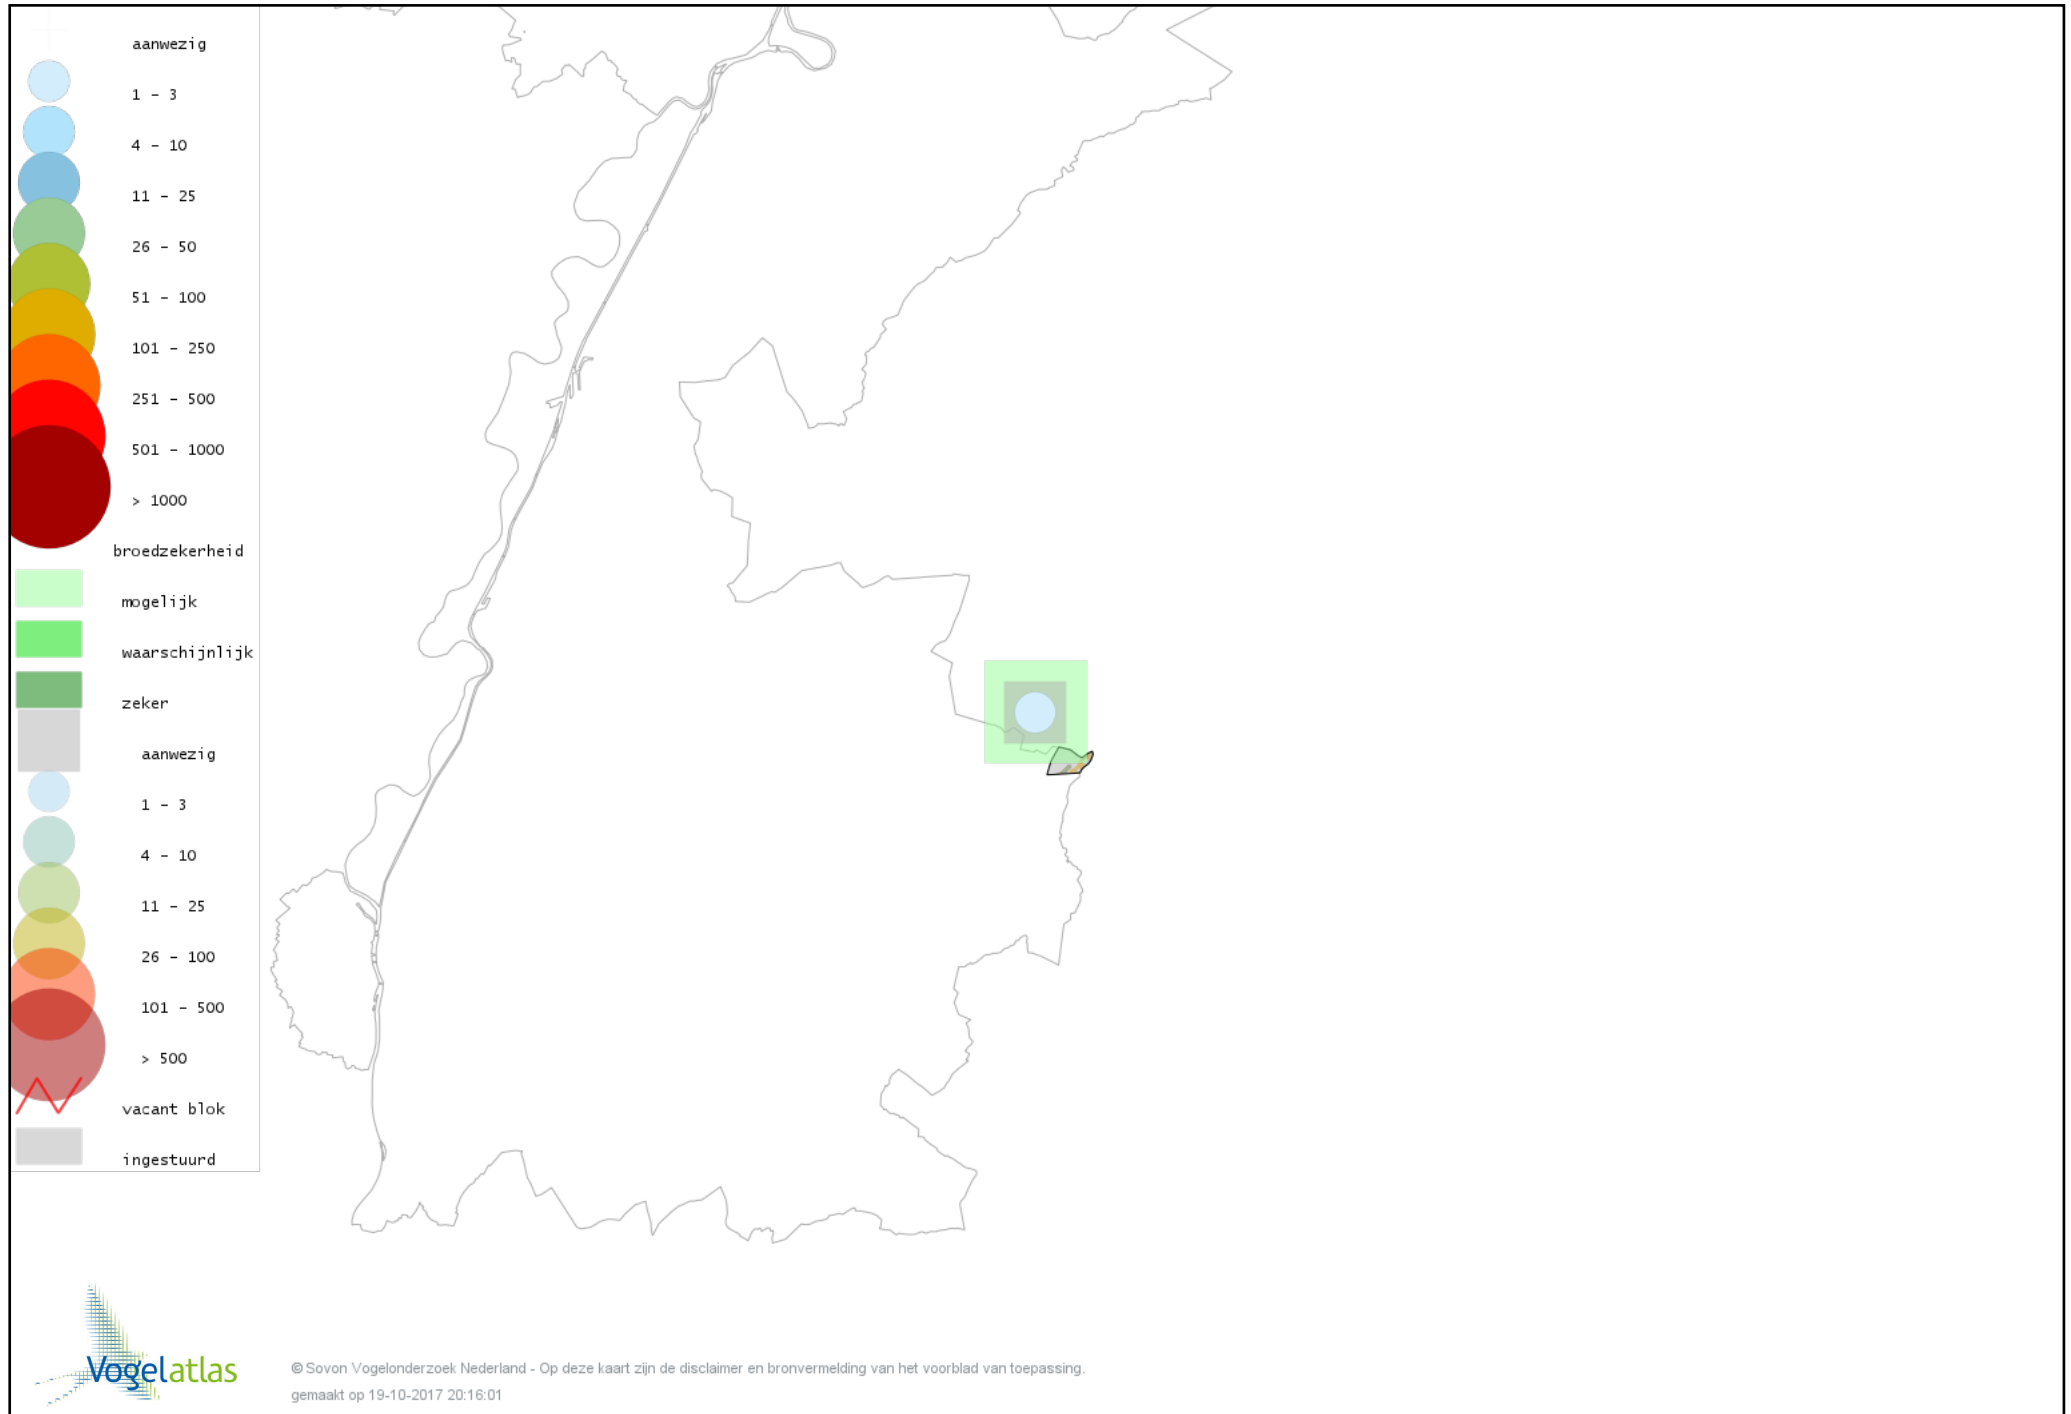 aanwezig
1 - 3
4 - 10
11 - 25
26 - 50
51 - 100
101 - 250
251 - 500
501 - 1000
> 1000
broedzekerheid
mogelijk
waarschijnlijk
zeker
aanwezig
1 - 3
4 - 10
11 - 25
26 - 100
101 - 500
> 500
vacant blok
ingestuurd
Vogelatlas
© Sovon Vogelonderzoek Nederland - Op deze kaart zijn de disclaimer en bronvermelding van het voorblad van toepassing.
gemaakt op 19-10-2017 20:16:01